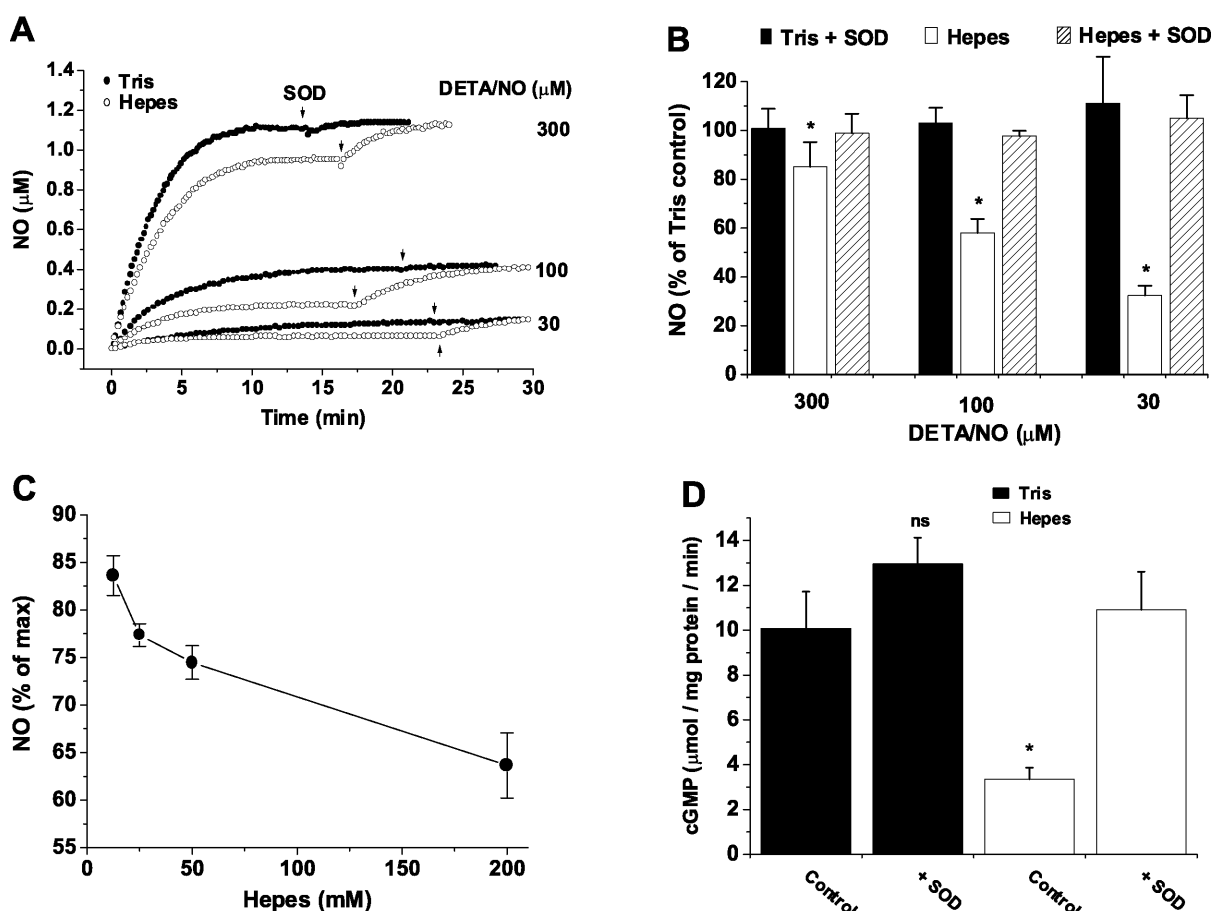 A
Tris
Hepes
SOD
DETA/NO (μM)
300
100
30
1.4
1.2
1.0
0.8
0.6
0.4
0.2
0.0
NO (μM)
0 5 10 15 20 25 30
Time (min)
B
Tris + SOD Hepes Hepes + SOD
120
100
80
60
40
20
0
NO (% of Tris control)
* * *
300 100 30
DETA/NO (μM)
C
90
85
80
75
70
65
60
55
NO (% of max)
0 50 100 150 200
Hepes (mM)
D
Tris
Hepes
ns
*
14
12
10
8
6
4
2
0
cGMP (μmol / mg protein / min)
Control + SOD Control + SOD